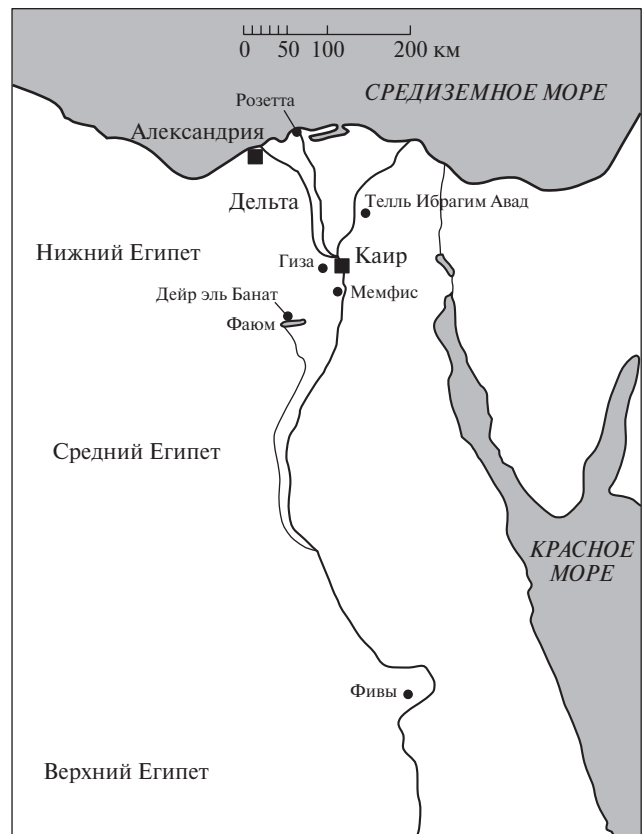 0 50 100 200 км
СРЕДИЗЕМНОЕ МОРЕ
Розетта
Александрия
Дельта
Телль Ибрагим Авад
Нижний Египет
Гиза
Каир
Дейр эль Банат
Мемфис
Фаюм
Средний Египет
КРАСНОЕ
МОРЕ
Фивы
Верхний Египет